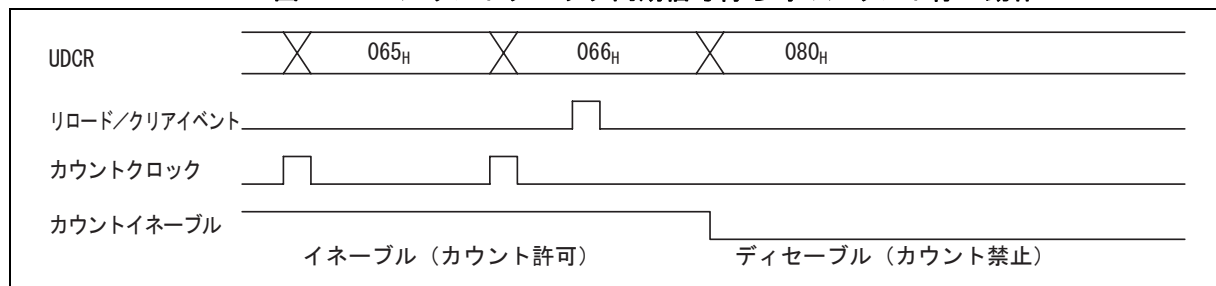 UDCR 065H 066H 080H
リロード／クリアイベント
カウントクロック
カウントイネーブル
イネーブル（カウント許可） ディセーブル（カウント禁止）